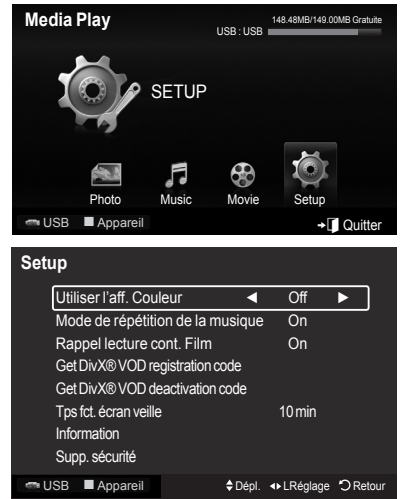 Media Play
148.48MB/149.00MB Gratuite
USB : USB
SETUP
Photo Music Movie Setup
USB Appareil Quitter
Setup
Utiliser l'aff. Couleur ◄ Off ►
Mode de répétition de la musique On
Rappel lecture cont. Film On
Get DivX® VOD registration code
Get DivX® VOD deactivation code
Tps fct. écran veille 10 min
Information
Supp. sécurité
USB Appareil Dépl. LRéglage Retour